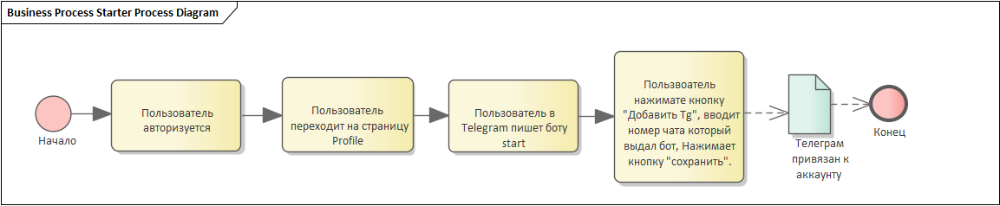 Business Process Starter Process Diagram
Начало
Пользователь
авторизуется
Пользователь
переходит на страницу
Profile
Пользователь в
Telegram пишет боту
start
Пользвоатель
нажимате кнопку
"Добавить Tg", вводит
номер чата который
выдал бот, Нажимает
кнопку "сохранить".
Телеграм
привязан к
аккаунту
Конец